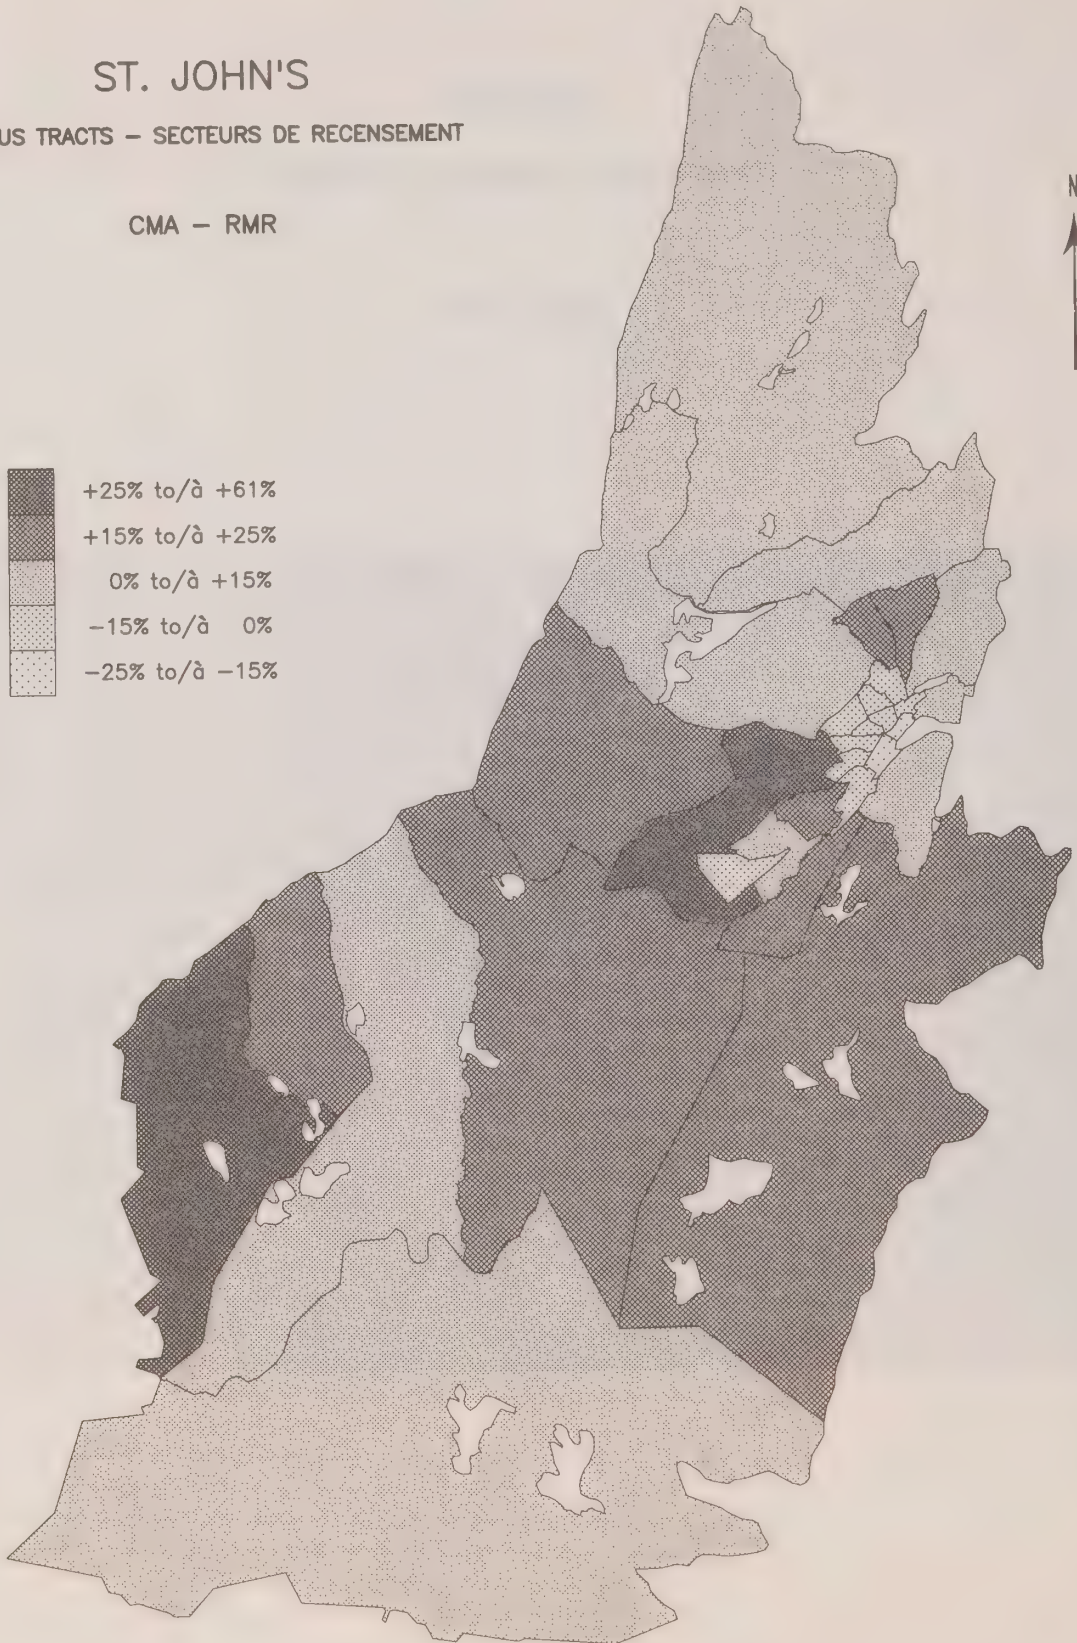 ST. JOHN'S
US TRACTS – SECTEURS DE RECENSEMENT
CMA – RMR
N
+25% to/à +61%
+15% to/à +25%
0% to/à +15%
-15% to/à 0%
-25% to/à -15%